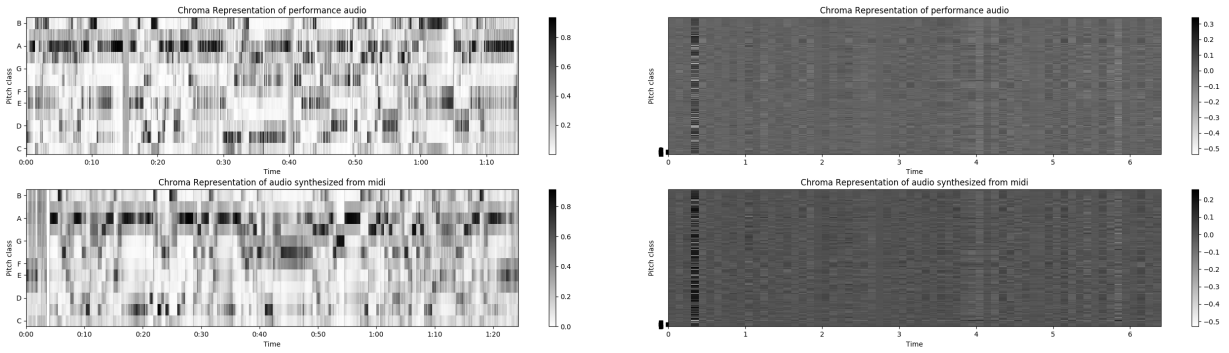 Chroma Representation of performance audio
Pitch class
B
A
G
F
E
D
C
0:00 0:10 0:20 0:30 0:40 0:50 1:00 1:10
Time
0.8
0.6
0.4
0.2
Chroma Representation of performance audio
Pitch class
0 1 2 3 4 5 6
Time
0.3
0.2
0.1
0.0
−0.1
−0.2
−0.3
−0.4
−0.5
Chroma Representation of audio synthesized from midi
Pitch class
B
A
G
F
E
D
C
0:00 0:10 0:20 0:30 0:40 0:50 1:00 1:10 1:20
Time
0.8
0.6
0.4
0.2
0.0
Chroma Representation of audio synthesized from midi
Pitch class
0 1 2 3 4 5 6
Time
0.2
0.1
0.0
−0.1
−0.2
−0.3
−0.4
−0.5